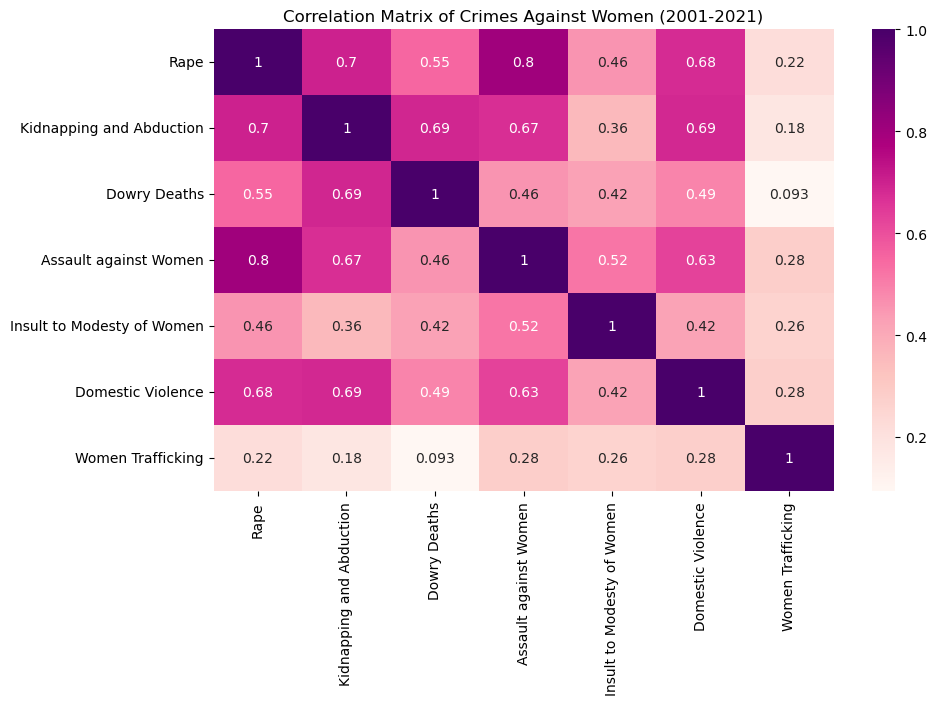 Correlation Matrix of Crimes Against Women (2001-2021)
Rape 1 0.7 0.55 0.8 0.46 0.68 0.22
Kidnapping and Abduction 0.7 1 0.69 0.67 0.36 0.69 0.18
Dowry Deaths 0.55 0.69 1 0.46 0.42 0.49 0.093
Assault against Women 0.8 0.67 0.46 1 0.52 0.63 0.28
Insult to Modesty of Women 0.46 0.36 0.42 0.52 1 0.42 0.26
Domestic Violence 0.68 0.69 0.49 0.63 0.42 1 0.28
Women Trafficking 0.22 0.18 0.093 0.28 0.26 0.28 1
Rape
Kidnapping and Abduction
Dowry Deaths
Assault against Women
Insult to Modesty of Women
Domestic Violence
Women Trafficking
1.0
0.8
0.6
0.4
0.2